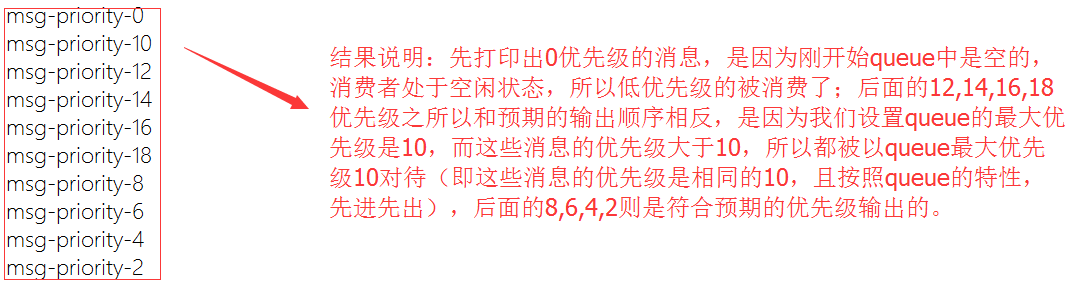 msg-priority-0
msg-priority-10
msg-priority-12
msg-priority-14
msg-priority-16
msg-priority-18
msg-priority-8
msg-priority-6
msg-priority-4
msg-priority-2
结果说明：先打印出0优先级的消息，是因为刚开始queue中是空的，
消费者处于空闲状态，所以低优先级的被消费了；后面的12,14,16,18
优先级之所以和预期的输出顺序相反，是因为我们设置queue的最大优
先级是10，而这些消息的优先级大于10，所以都被以queue最大优先
级10对待（即这些消息的优先级是相同的10，且按照queue的特性，
先进先出），后面的8,6,4,2则是符合预期的优先级输出的。